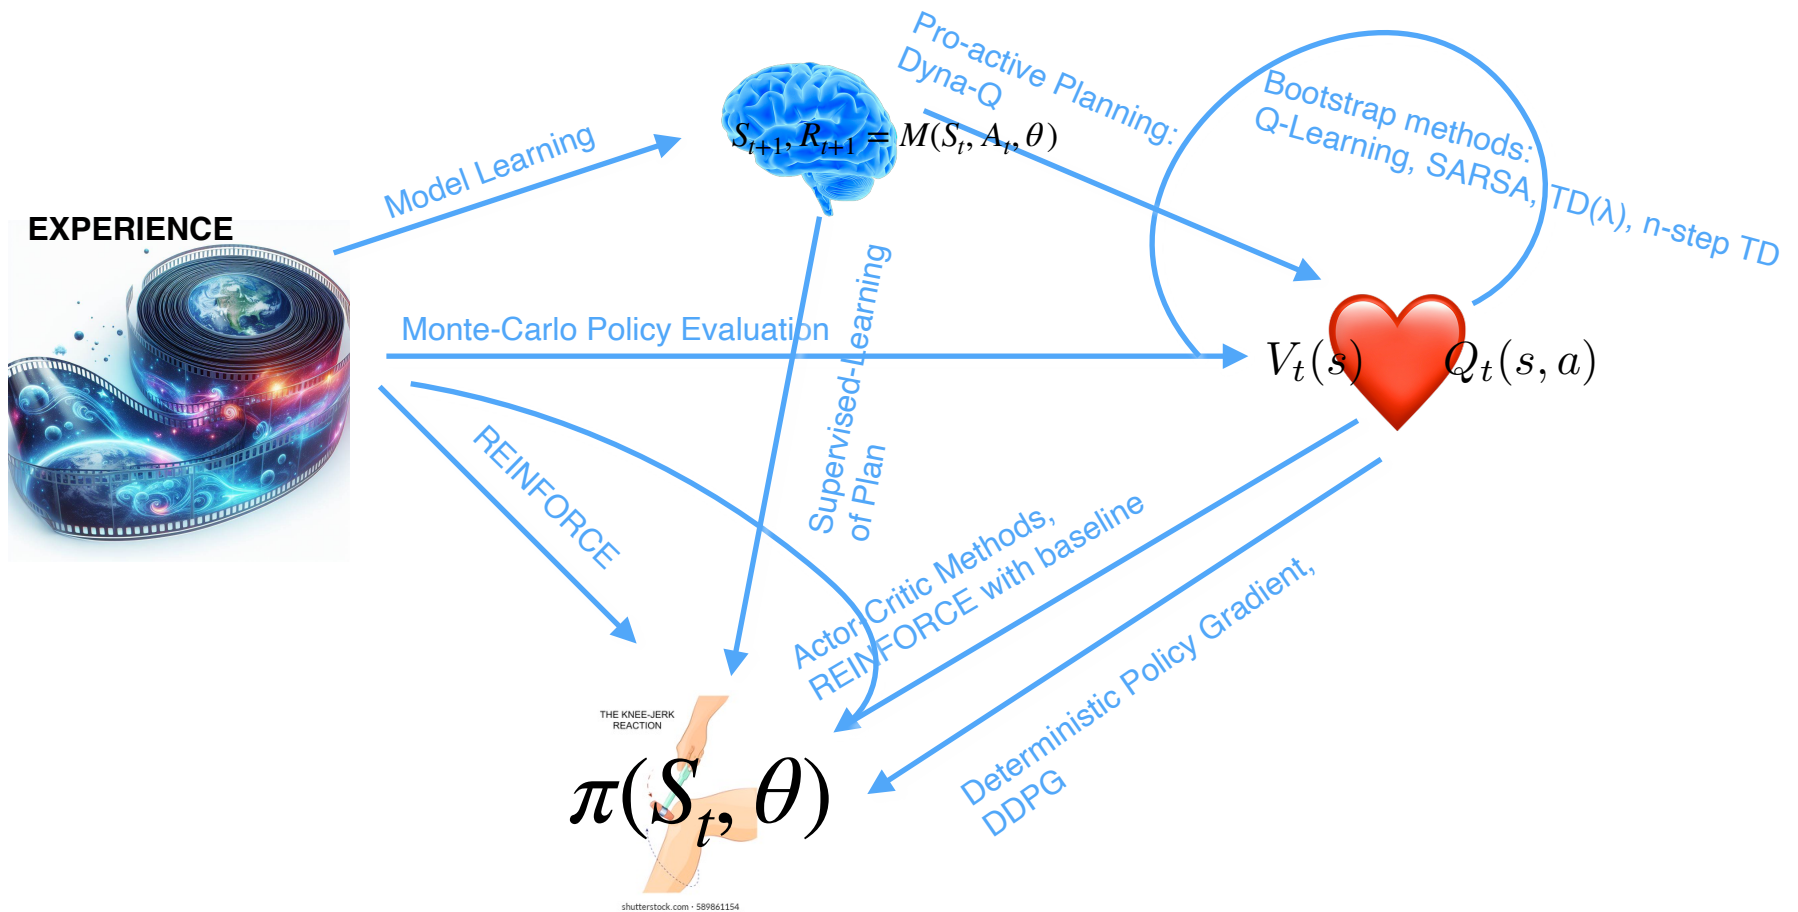 Pro-active Planning:
Dyna-Q
Bootstrap methods:
Q-Learning, SARSA, TD(λ), n-step TD
Model Learning
S_{t+1}, R_{t+1} = M(S_t, A_t, θ)
EXPERIENCE
Monte-Carlo Policy Evaluation
Supervised-Learning
of Plan
V_t(s)
Q_t(s, a)
REINFORCE
Actor-Critic Methods,
REINFORCE with baseline
Deterministic Policy Gradient,
DDPG
THE KNEE-JERK
REACTION
π(S_t, θ)
shutterstock.com · 589861154